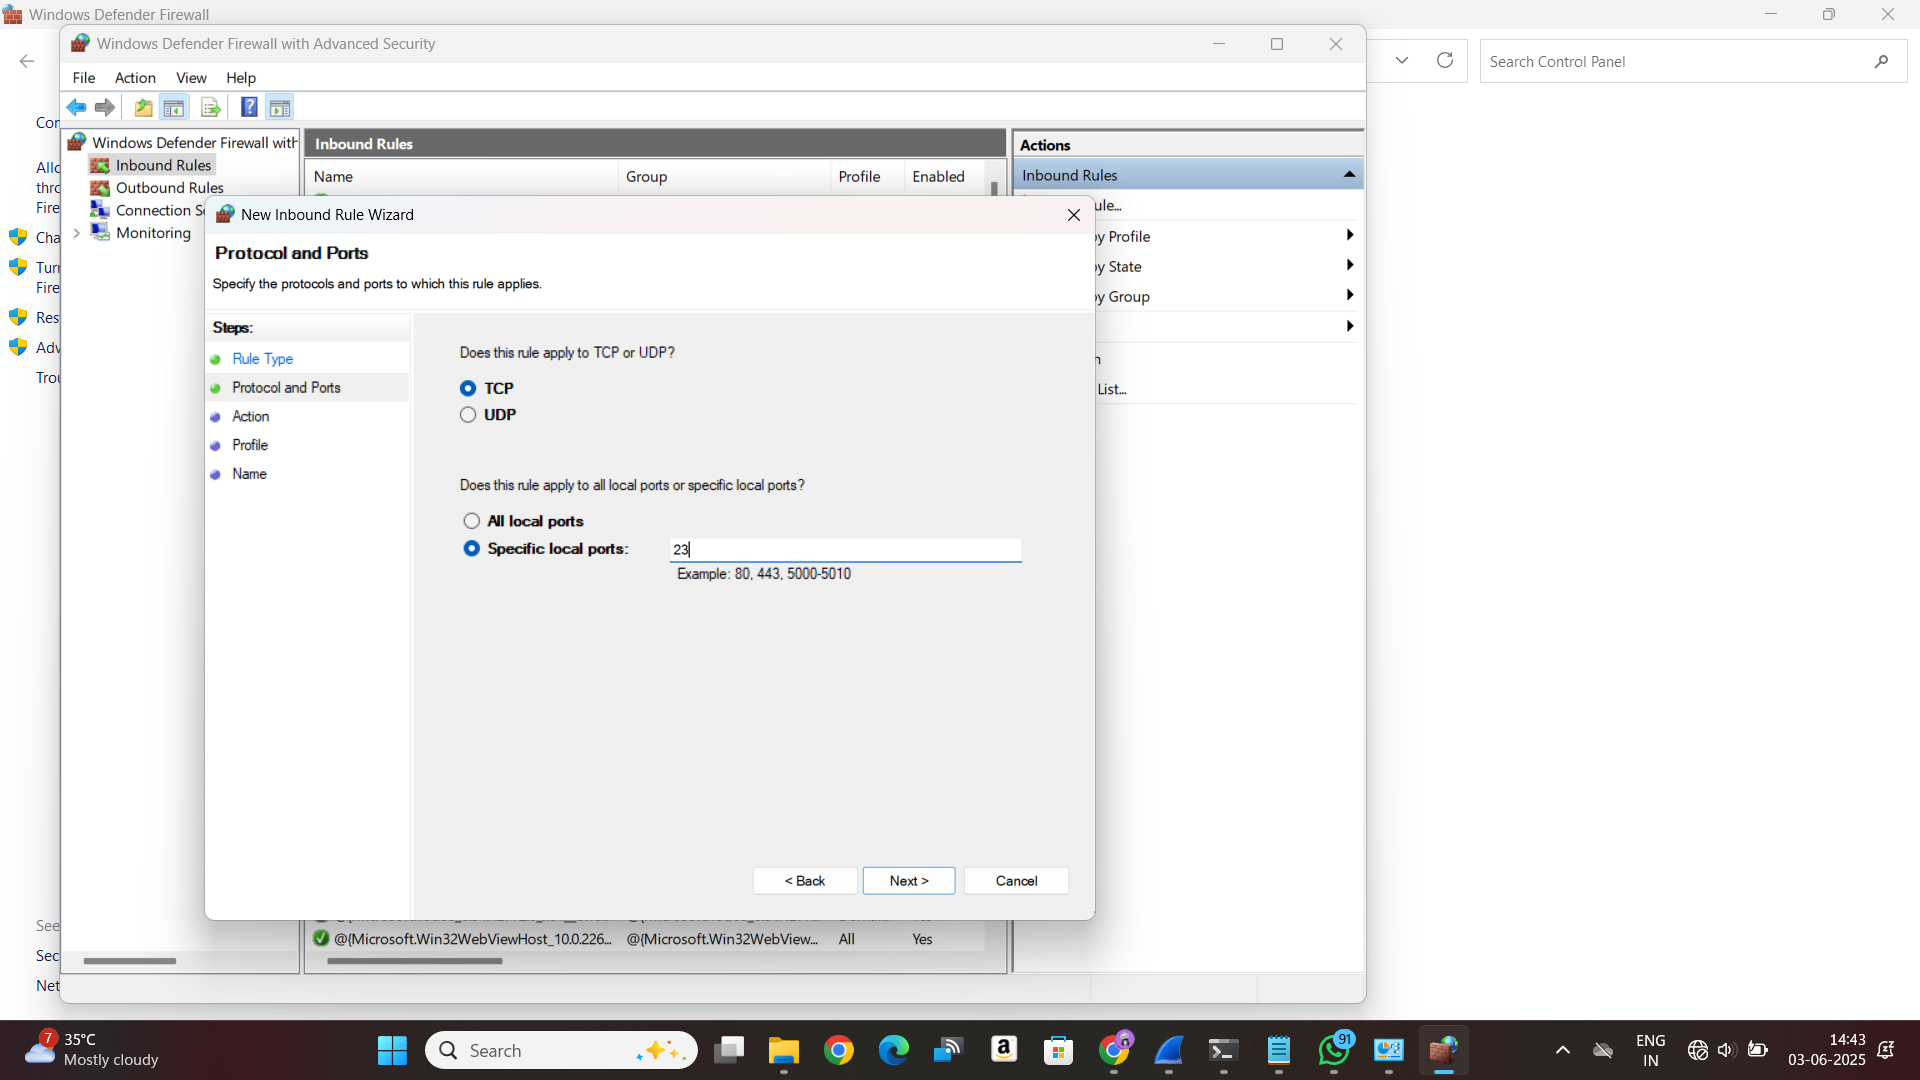 Windows Defender Firewall
Windows Defender Firewall with Advanced Security
File Action View Help
Search Control Panel
Windows Defender Firewall with
Inbound Rules
Outbound Rules
Connection Se
Monitoring
Inbound Rules
Name Group Profile Enabled
Actions
Inbound Rules
ule...
by Profile
by State
by Group
List...
New Inbound Rule Wizard
Protocol and Ports
Specify the protocols and ports to which this rule applies.
Steps:
Rule Type
Protocol and Ports
Action
Profile
Name
Does this rule apply to TCP or UDP?
TCP
UDP
Does this rule apply to all local ports or specific local ports?
All local ports
Specific local ports: 23
Example: 80, 443, 5000-5010
< Back Next > Cancel
@{Microsoft.Win32WebViewHost_10.0.226... @{Microsoft.Win32WebView... All Yes
Cor
Allo
thro
Fire
Cha
Turn
Fire
Res
Adv
Trou
See
Sec
Net
7
35°C
Mostly cloudy
Search
91
ENG
IN
14:43
03-06-2025